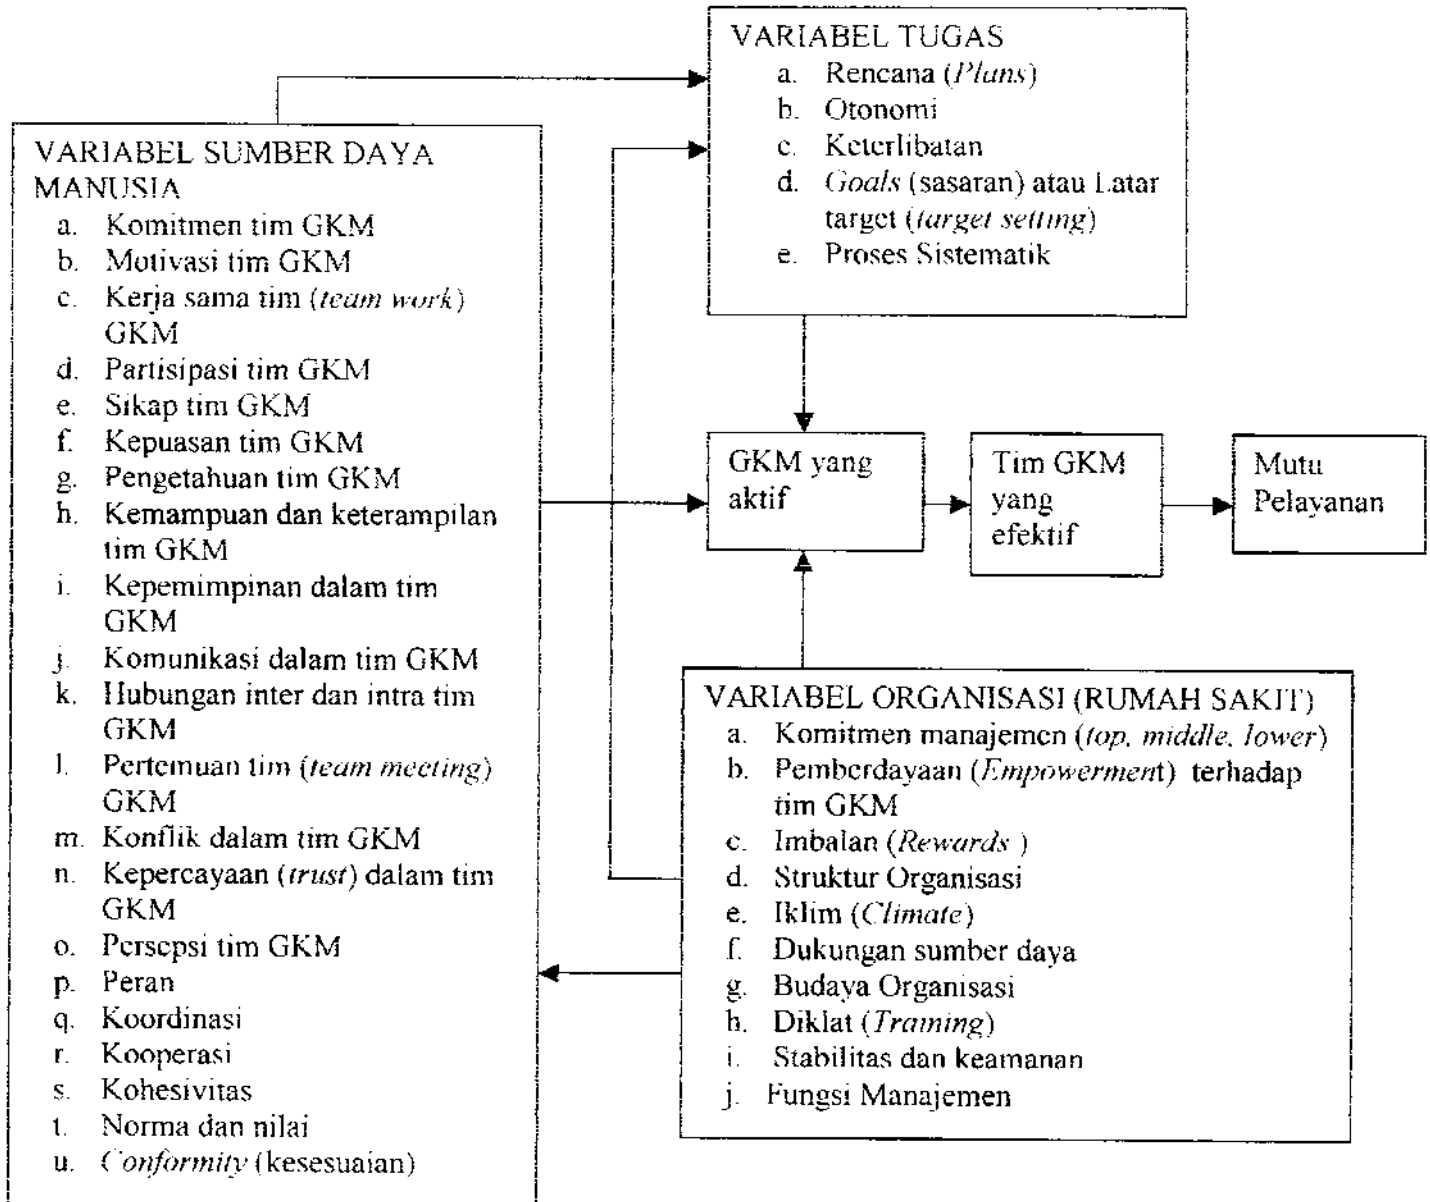 VARIABEL TUGAS
a. Rencana (Plans)
b. Otonomi
c. Keterlibatan
d. Goals (sasaran) atau Latar
target (target setting)
e. Proses Sistematik
VARIABEL SUMBER DAYA
MANUSIA
a. Komitmen tim GKM
b. Motivasi tim GKM
c. Kerja sama tim (team work)
GKM
d. Partisipasi tim GKM
e. Sikap tim GKM
f. Kepuasan tim GKM
g. Pengetahuan tim GKM
h. Kemampuan dan keterampilan
tim GKM
i. Kepemimpinan dalam tim
GKM
j. Komunikasi dalam tim GKM
k. Hubungan inter dan intra tim
GKM
l. Pertemuan tim (team meeting)
GKM
m. Konflik dalam tim GKM
n. Kepercayaan (trust) dalam tim
GKM
o. Persepsi tim GKM
p. Peran
q. Koordinasi
r. Kooperasi
s. Kohesivitas
t. Norma dan nilai
u. Conformity (kesesuaian)
GKM yang
aktif
Tim GKM
yang
efektif
Mutu
Pelayanan
VARIABEL ORGANISASI (RUMAH SAKIT)
a. Komitmen manajemen (top, middle, lower)
b. Pemberdayaan (Empowerment) terhadap
tim GKM
c. Imbalan (Rewards )
d. Struktur Organisasi
e. Iklim (Climate)
f. Dukungan sumber daya
g. Budaya Organisasi
h. Diklat (Training)
i. Stabilitas dan keamanan
j. Fungsi Manajemen